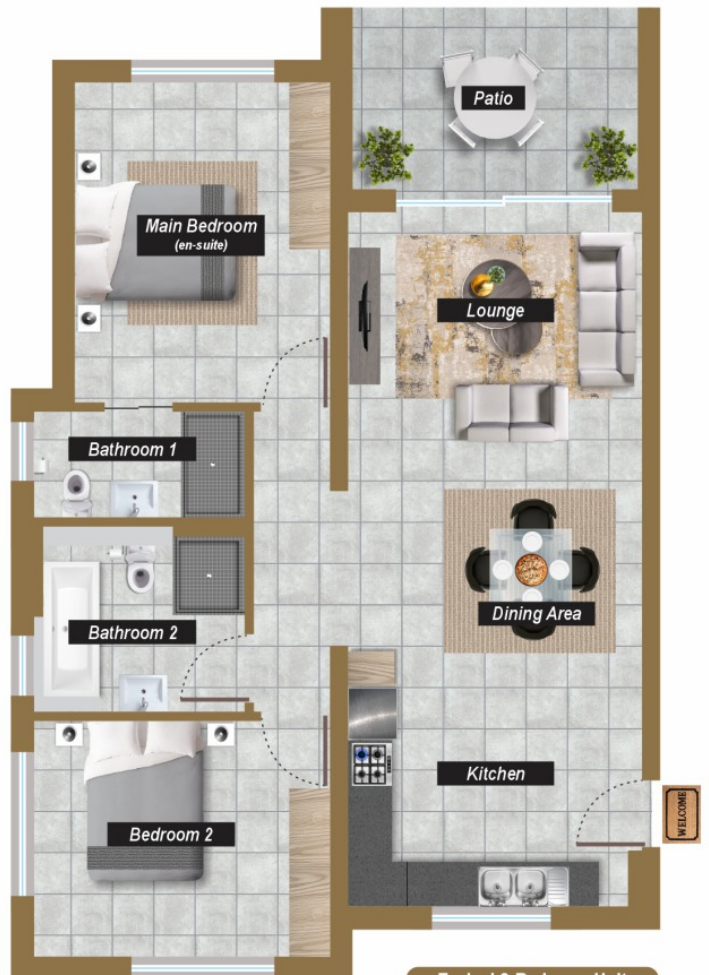 Patio
Main Bedroom
(en-suite)
Lounge
Bathroom 1
Dining Area
Bathroom 2
Kitchen
WELCOME
Bedroom 2